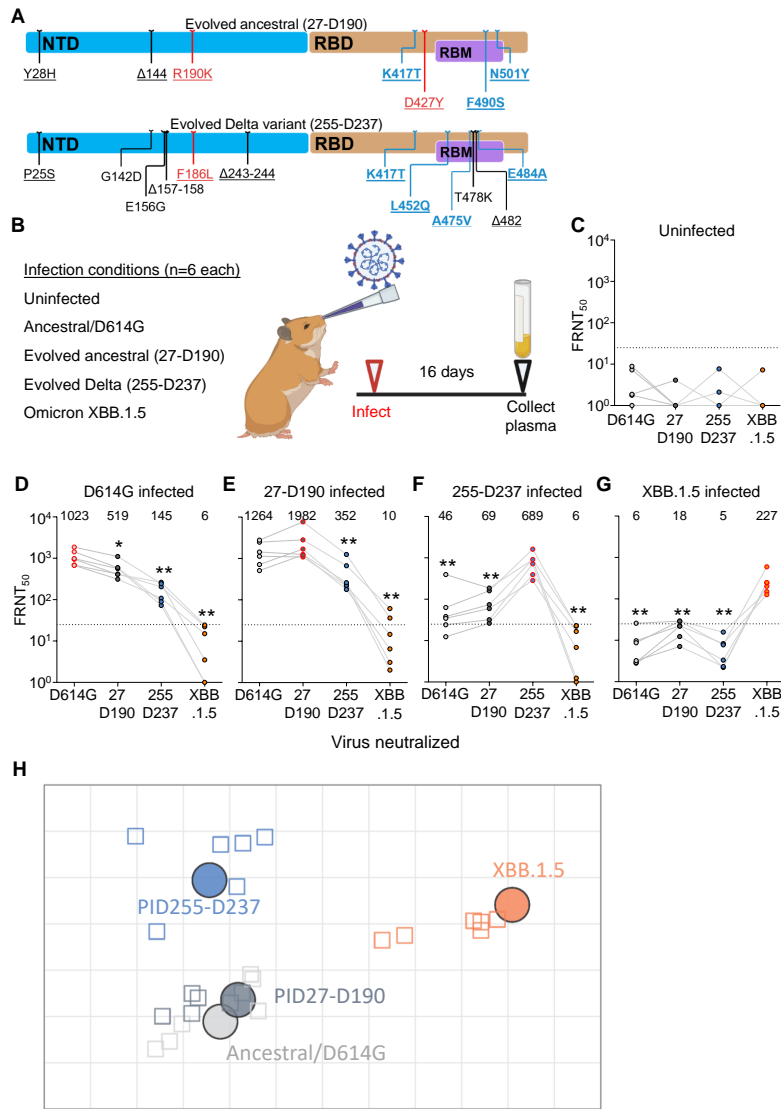 A
Evolved ancestral (27-D190)
NTD
RBD
RBM
Y28H
Δ144
R190K
K417T
N501Y
D427Y
F490S
Evolved Delta variant (255-D237)
NTD
RBD
RBM
P25S
G142D
F186L
Δ243-244
K417T
E484A
Δ157-158
T478K
E156G
L452Q
Δ482
A475V
B
Infection conditions (n=6 each)
Uninfected
Ancestral/D614G
Evolved ancestral (27-D190)
Evolved Delta (255-D237)
Omicron XBB.1.5
16 days
Infect
Collect
plasma
C
Uninfected
FRNT50
10⁴
10³
10²
10¹
10⁰
D614G
27
D190
255
D237
XBB
.1.5
D
D614G infected
1023 519 145 6
FRNT50
10⁴
10³
10²
10¹
10⁰
* ** **
D614G
27
D190
255
D237
XBB
.1.5
E
27-D190 infected
1264 1982 352 10
** **
D614G
27
D190
255
D237
XBB
.1.5
F
255-D237 infected
46 69 689 6
** ** **
D614G
27
D190
255
D237
XBB
.1.5
G
XBB.1.5 infected
6 18 5 227
** ** **
D614G
27
D190
255
D237
XBB
.1.5
Virus neutralized
H
XBB.1.5
PID255-D237
PID27-D190
Ancestral/D614G